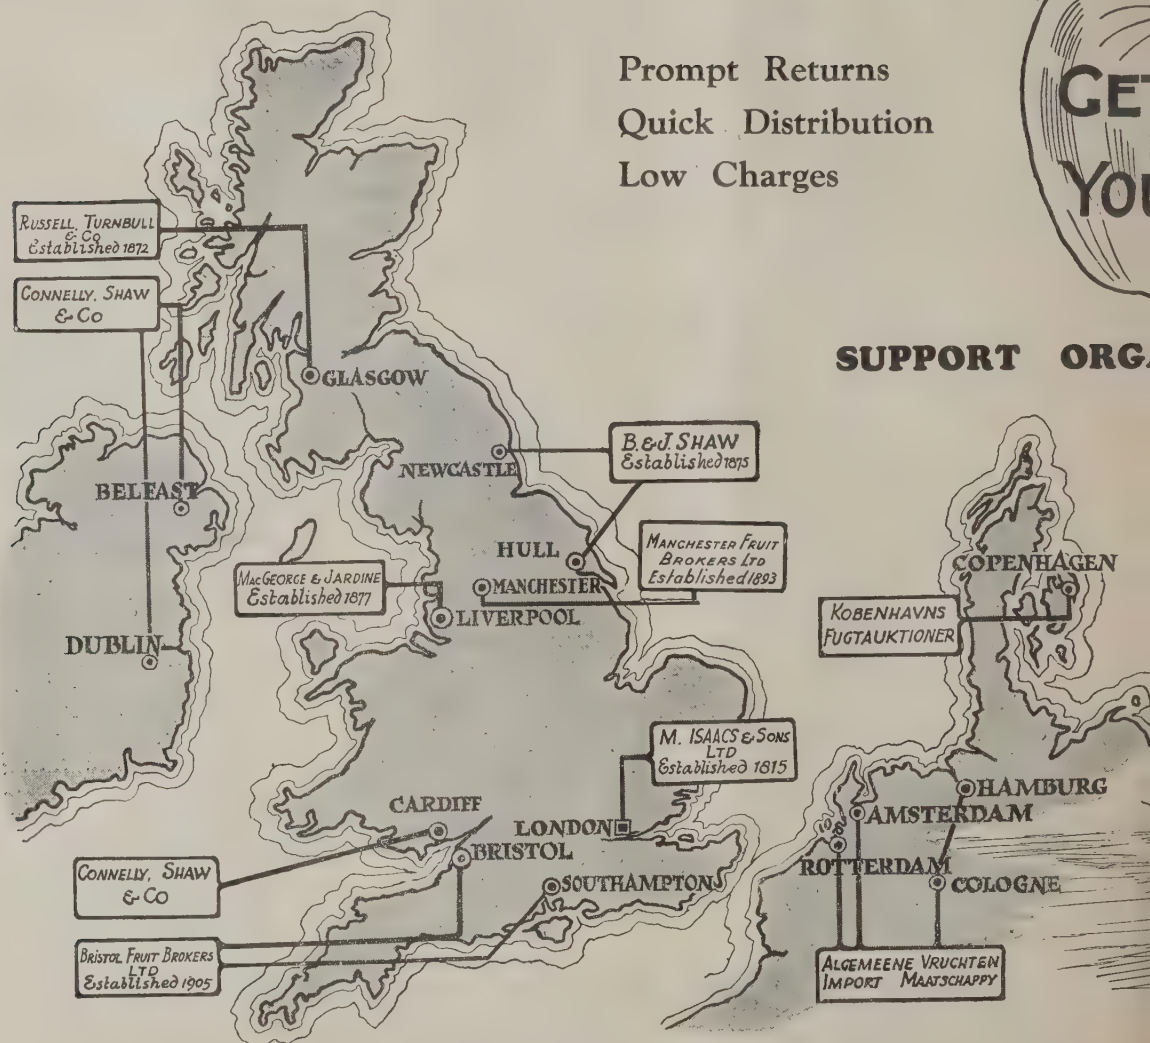 Prompt Returns
Quick Distribution
Low Charges
GET
YOU
SUPPORT ORGA
RUSSELL, TURNBULL
& Co
Established 1872
CONNELLY, SHAW
& Co
GLASGOW
B. & J. SHAW
Established 1875
NEWCASTLE
BELFAST
HULL
MANCHESTER FRUIT
BROKERS LTD
Established 1893
MACGEORGE & JARDINE
Established 1877
MANCHESTER
LIVERPOOL
DUBLIN
COPENHAGEN
KOBENHAVNS
FUGTAUKTIONER
M. ISAACS & SONS
LTD
Established 1815
CARDIFF
LONDON
BRISTOL
SOUTHAMPTON
CONNELLY, SHAW
& Co
BRISTOL FRUIT BROKERS
LTD
Established 1905
HAMBURG
AMSTERDAM
ROTTERDAM
COLOGNE
ALGEMEENE VRUCHTEN
IMPORT MAATSCHAPPY